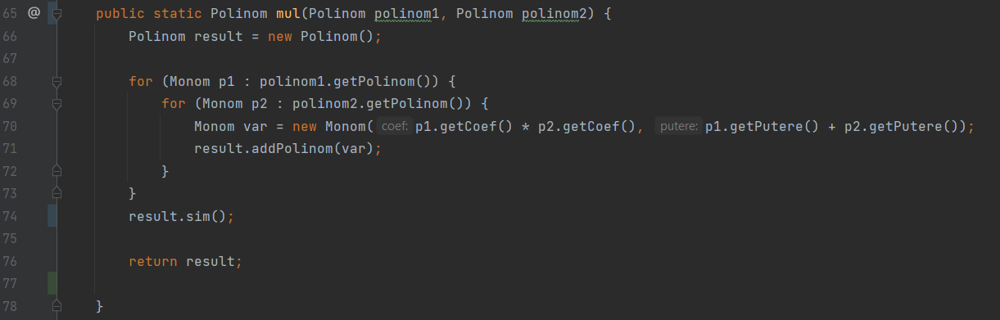 65 @ public static Polinom mul(Polinom polinom1, Polinom polinom2) {
66 Polinom result = new Polinom();
67
68 for (Monom p1 : polinom1.getPolinom()) {
69 for (Monom p2 : polinom2.getPolinom()) {
70 Monom var = new Monom( coef: p1.getCoef() * p2.getCoef(), putere: p1.getPutere() + p2.getPutere());
71 result.addPolinom(var);
72 }
73 }
74 result.sim();
75
76 return result;
77
78 }